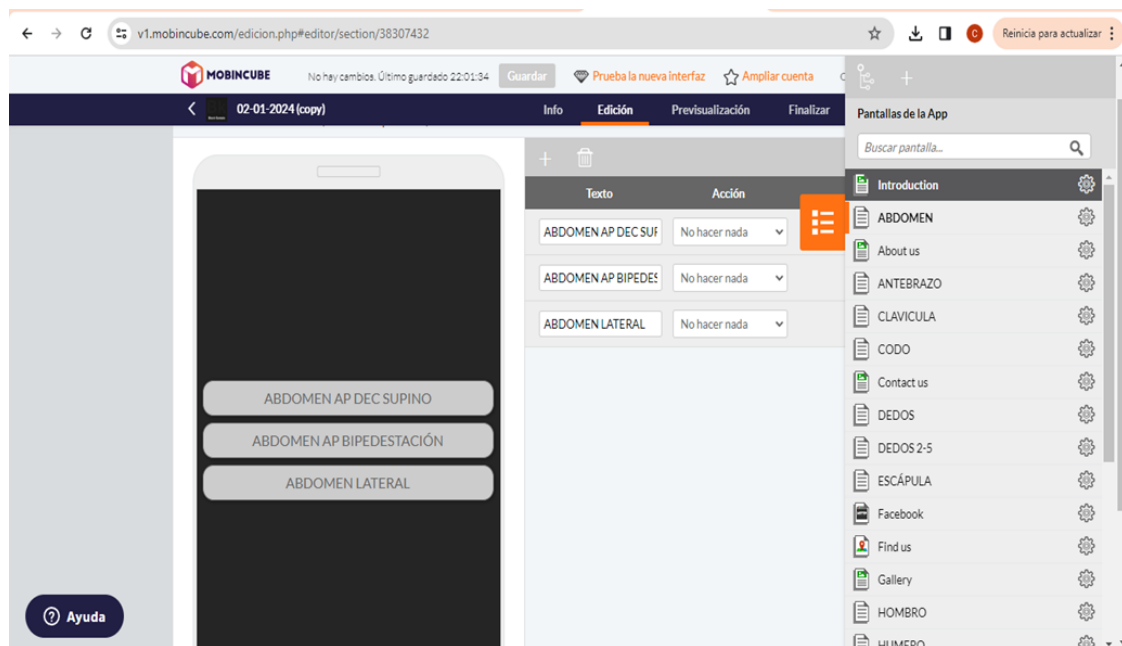 v1.mobincube.com/edicion.php#editor/section/38307432
C
Reinicia para actualizar
MOBINCUBE
No hay cambios. Último guardado 22:01:34
Guardar
Prueba la nueva interfaz
Ampliar cuenta
02-01-2024 (copy)
Info
Edición
Previsualización
Finalizar
Pantallas de la App
Buscar pantalla...
Texto
Acción
ABDOMEN AP DEC SUF
No hacer nada
ABDOMEN AP BIPEDES
No hacer nada
ABDOMEN LATERAL
No hacer nada
ABDOMEN AP DEC SUPINO
ABDOMEN AP BIPEDESTACIÓN
ABDOMEN LATERAL
Introduction
ABDOMEN
About us
ANTEBRAZO
CLAVICULA
CODO
Contact us
DEDOS
DEDOS 2-5
ESCÁPULA
Facebook
Find us
Gallery
HOMBRO
HUMERO
Ayuda